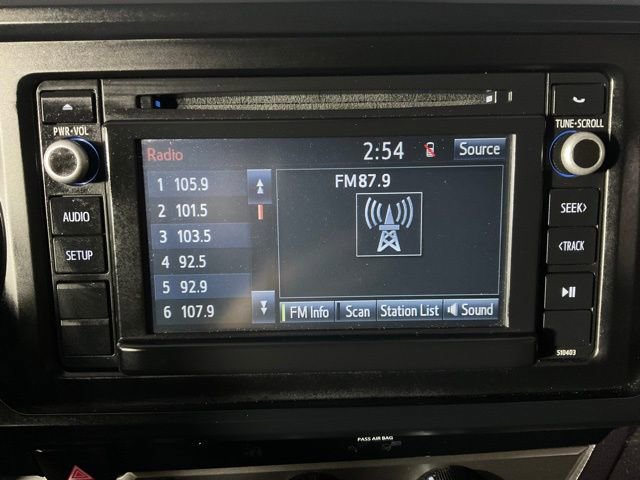 PWR•VOL
TUNE•SCROLL
Radio 2:54 Source
FM87.9
1 105.9
2 101.5
3 103.5
4 92.5
5 92.9
6 107.9
FM Info Scan Station List Sound
AUDIO
SETUP
SEEK>
<TRACK
51D403
PASS AIR BAG